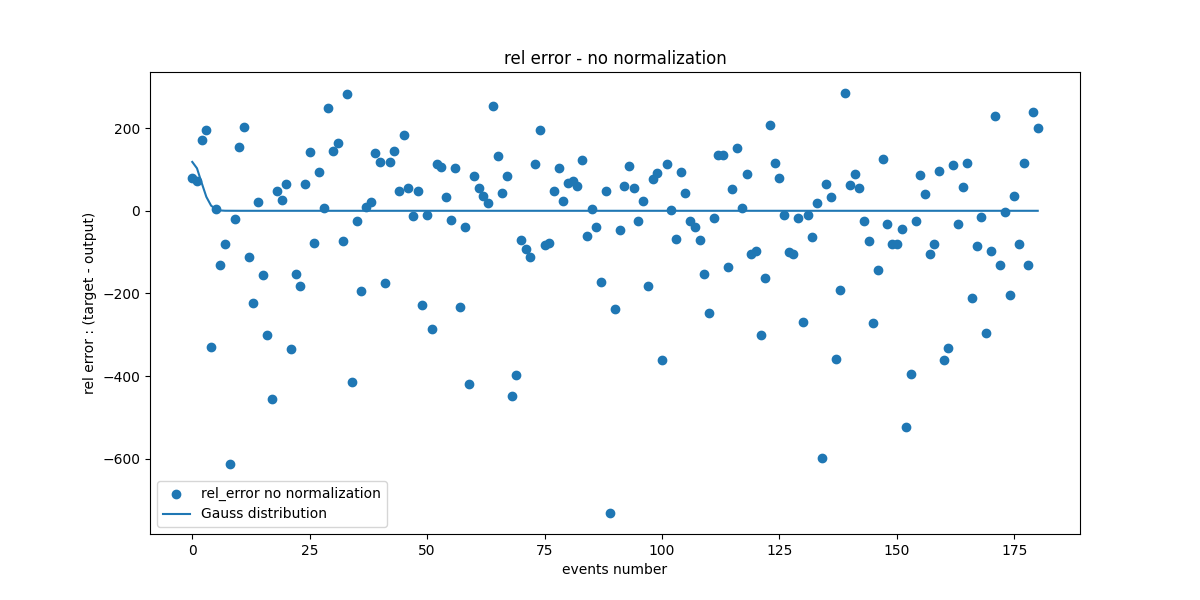 rel error - no normalization
rel error : (target - output)
200
0
−200
−400
−600
rel_error no normalization
Gauss distribution
0 25 50 75 100 125 150 175
events number